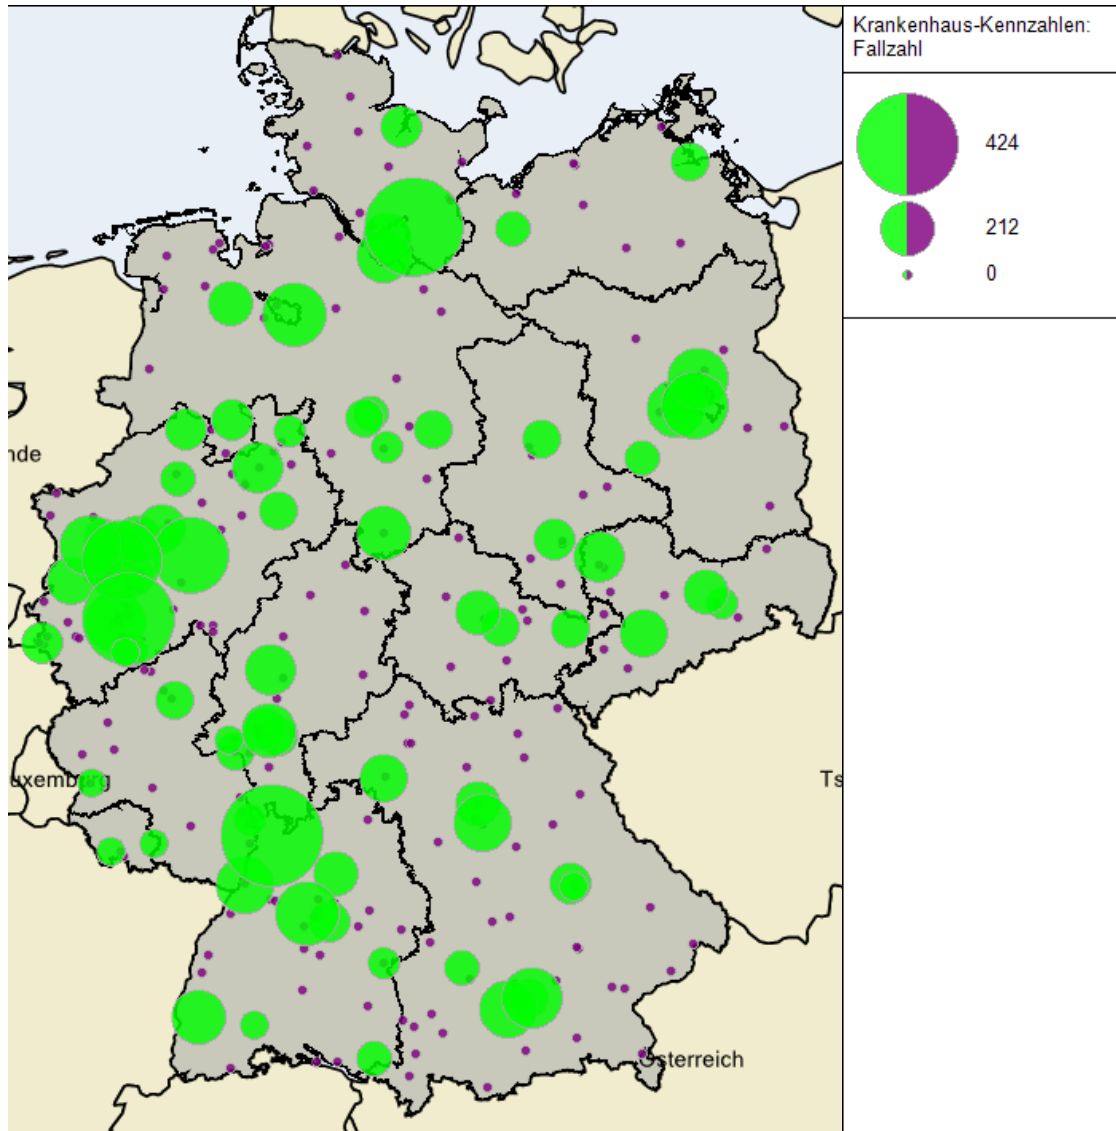 Krankenhaus-Kennzahlen:
Fallzahl
424
212
0
nde
uxemburg
Ts
Österreich